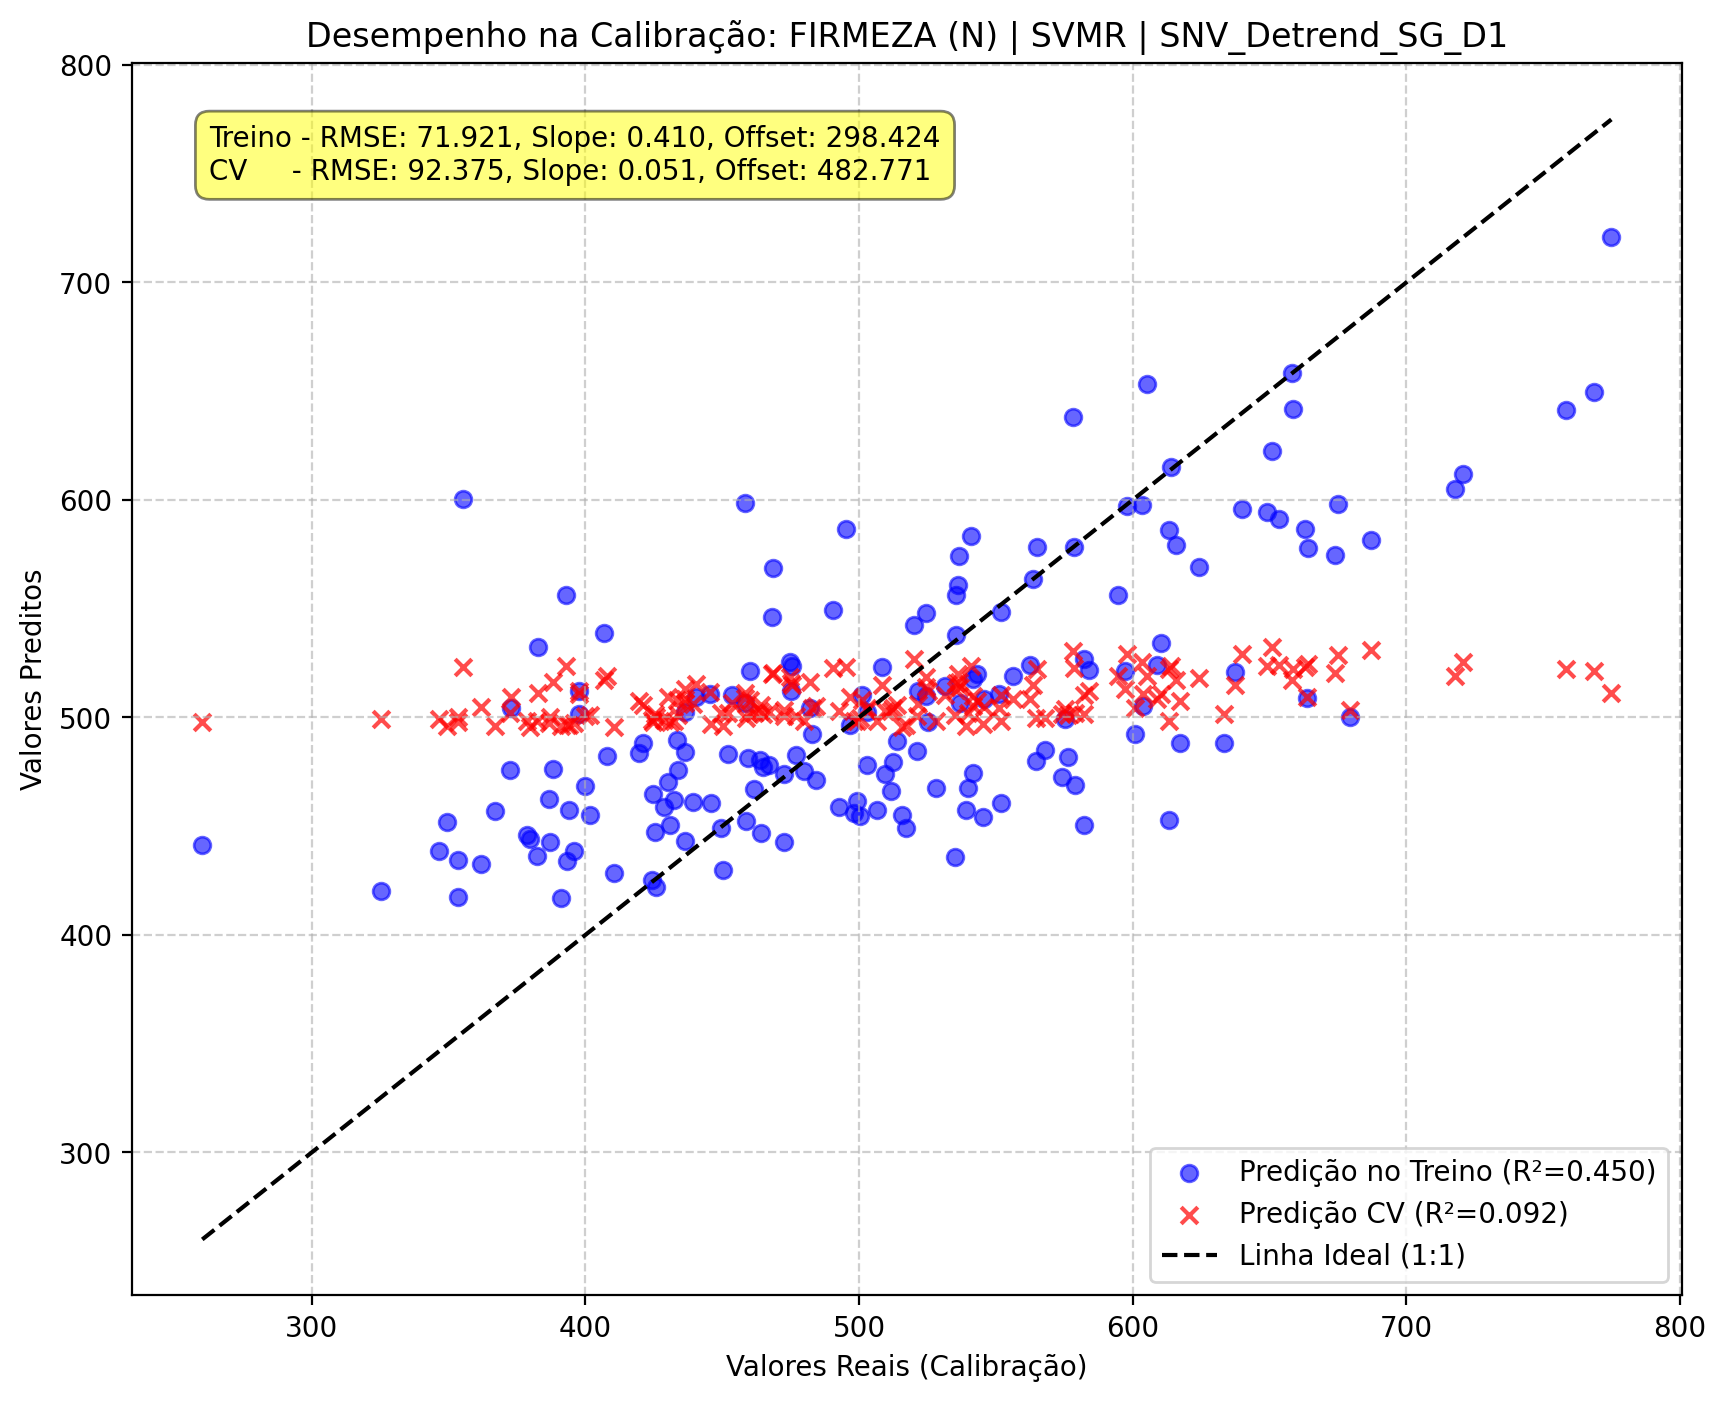 Desempenho na Calibração: FIRMEZA (N) | SVMR | SNV_Detrend_SG_D1
Treino - RMSE: 71.921, Slope: 0.410, Offset: 298.424
CV     - RMSE: 92.375, Slope: 0.051, Offset: 482.771
800
700
600
500
400
300
Valores Preditos
Predição no Treino (R²=0.450)
Predição CV (R²=0.092)
Linha Ideal (1:1)
300 400 500 600 700 800
Valores Reais (Calibração)